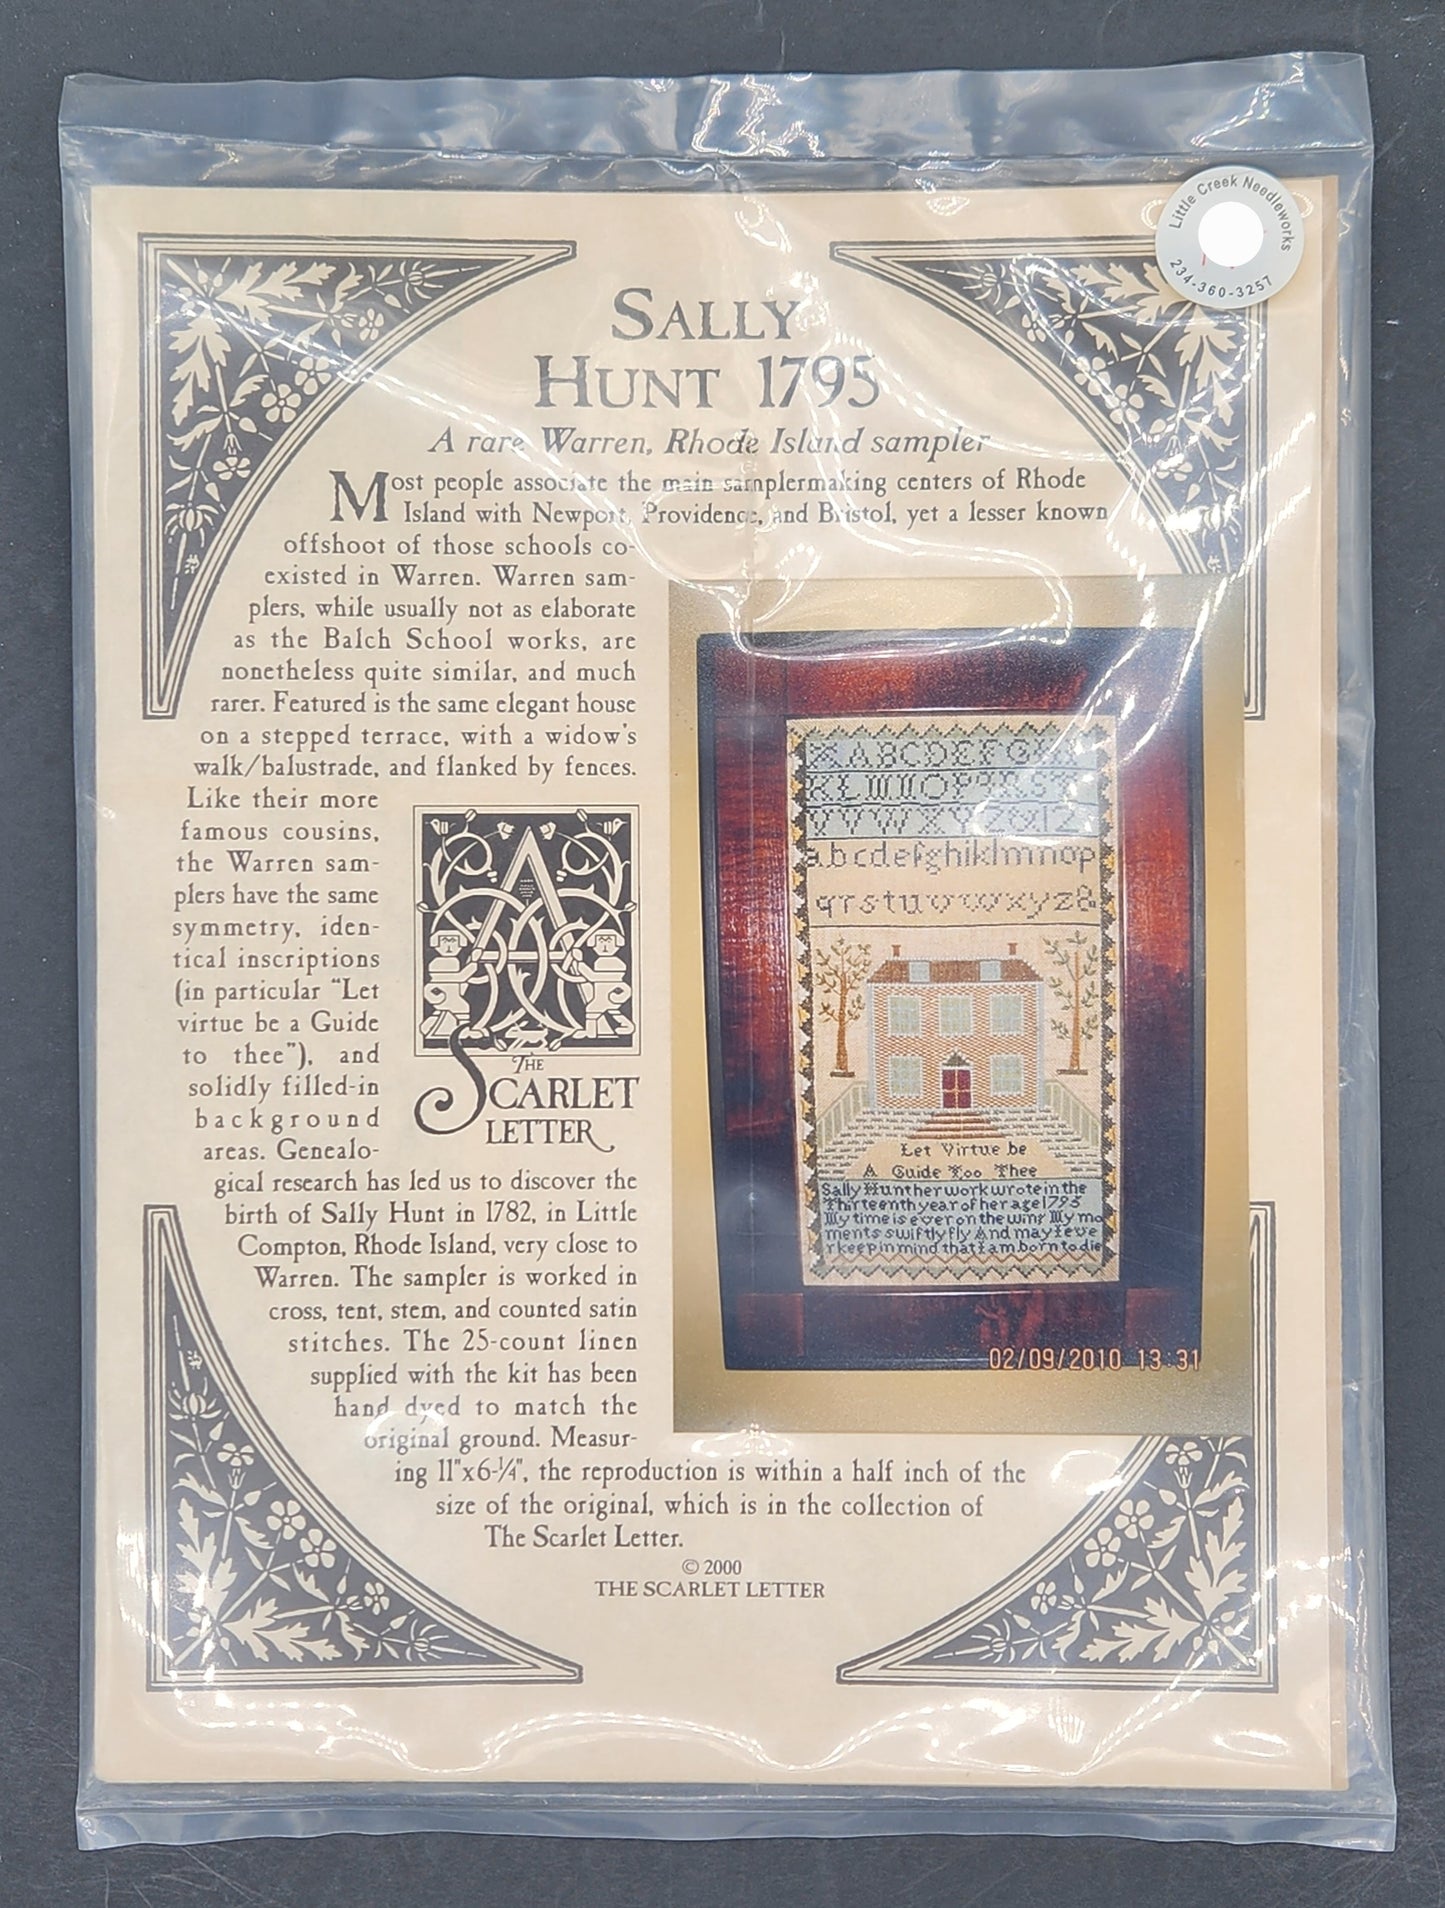 Little Creek Needleworks
234-360-3257
SALLY
HUNT 1795
A rare Warren, Rhode Island sampler
Most people associate the main samplermaking centers of Rhode
Island with Newport, Providence, and Bristol, yet a lesser known
offshoot of those schools co-
existed in Warren. Warren sam-
plers, while usually not as elaborate
as the Balch School works, are
nonetheless quite similar, and much
rarer. Featured is the same elegant house
on a stepped terrace, with a widow's
walk/balustrade, and flanked by fences.
Like their more
famous cousins,
the Warren sam-
plers have the same
symmetry, iden-
tical inscriptions
(in particular "Let
virtue be a Guide
to thee"), and
solidly filled-in
background
areas. Genealo-
gical research has led us to discover the
birth of Sally Hunt in 1782, in Little
Compton, Rhode Island, very close to
Warren. The sampler is worked in
cross, tent, stem, and counted satin
stitches. The 25-count linen
supplied with the kit has been
hand dyed to match the
original ground. Measur-
ing 11"x6-¼", the reproduction is within a half inch of the
size of the original, which is in the collection of
The Scarlet Letter.
© 2000
THE SCARLET LETTER
A
THE
SCARLET
LETTER
ABCDEFGHI
KLMNOPQRST
VVWXYZ&12
abcdefghiklmnop
qrstuvwxyz&
Let Virtue be
A Guide Too Thee
Sally Hunt her work wrote in the
Thirteenth year of her age 1795
My time is ever on the wing My mo
ments swiftly fly And may I eve
r keep in mind that I am born to die
02/09/2010 13:31